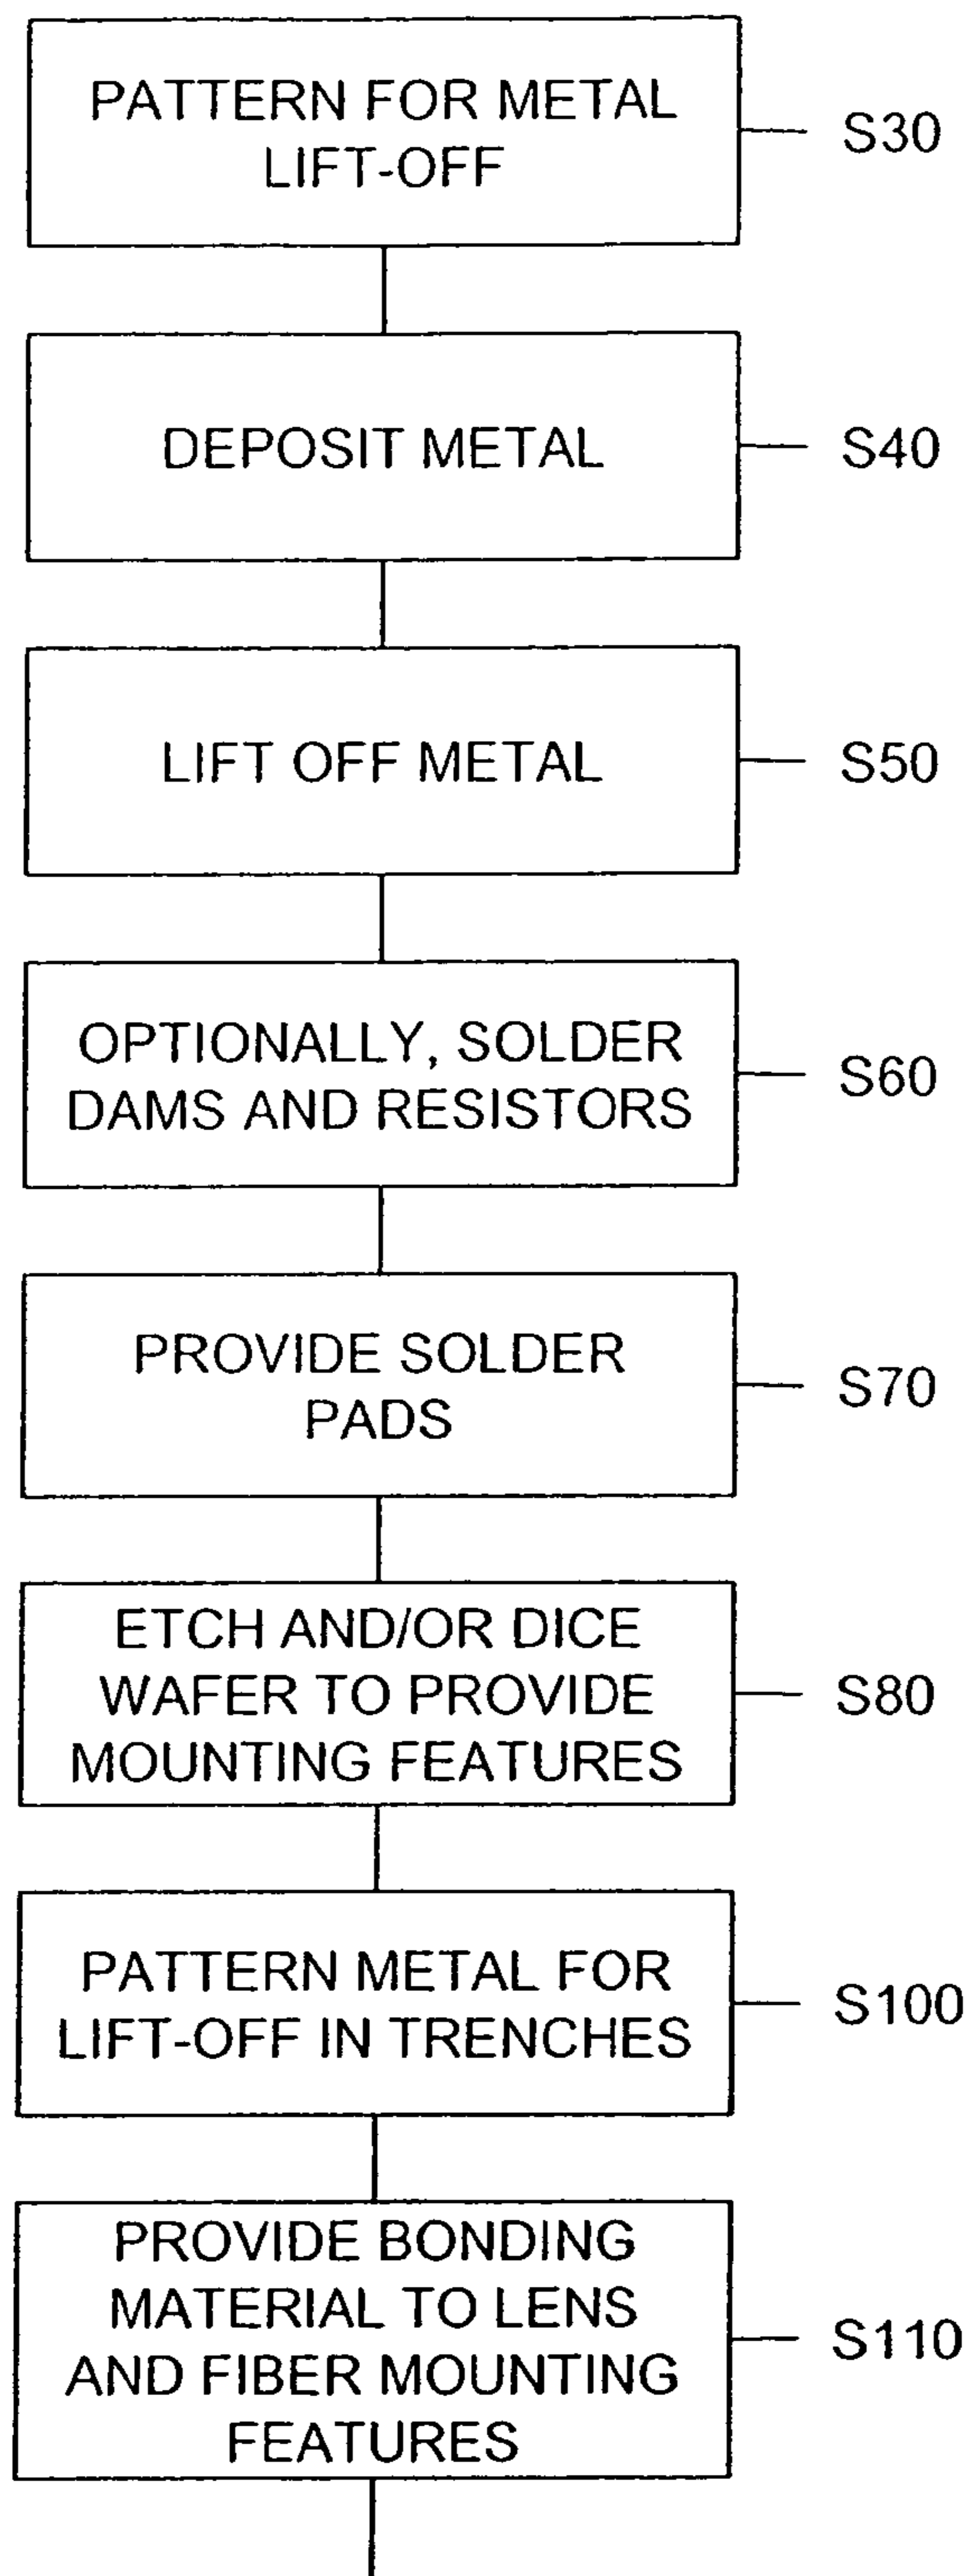 PATTERN FOR METAL
LIFT-OFF
S30
DEPOSIT METAL
S40
LIFT OFF METAL
S50
OPTIONALLY, SOLDER
DAMS AND RESISTORS
S60
PROVIDE SOLDER
PADS
S70
ETCH AND/OR DICE
WAFER TO PROVIDE
MOUNTING FEATURES
S80
PATTERN METAL FOR
LIFT-OFF IN TRENCHES
S100
PROVIDE BONDING
MATERIAL TO LENS
AND FIBER MOUNTING
FEATURES
S110